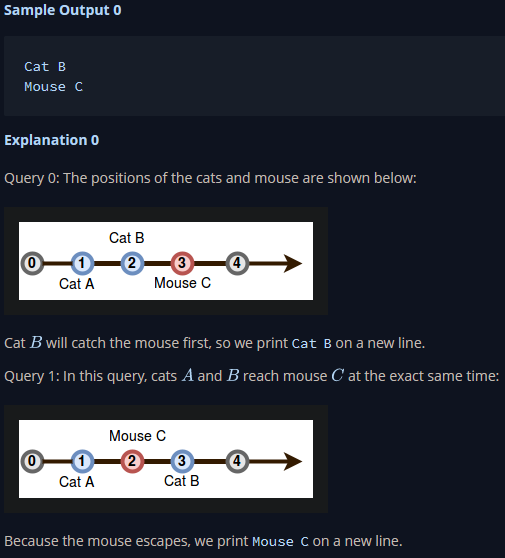 Sample Output 0
Cat B
Mouse C
Explanation 0
Query 0: The positions of the cats and mouse are shown below:
Cat B
0 1 2 3 4
Cat A Mouse C
Cat B will catch the mouse first, so we print Cat B on a new line.
Query 1: In this query, cats A and B reach mouse C at the exact same time:
Mouse C
0 1 2 3 4
Cat A Cat B
Because the mouse escapes, we print Mouse C on a new line.